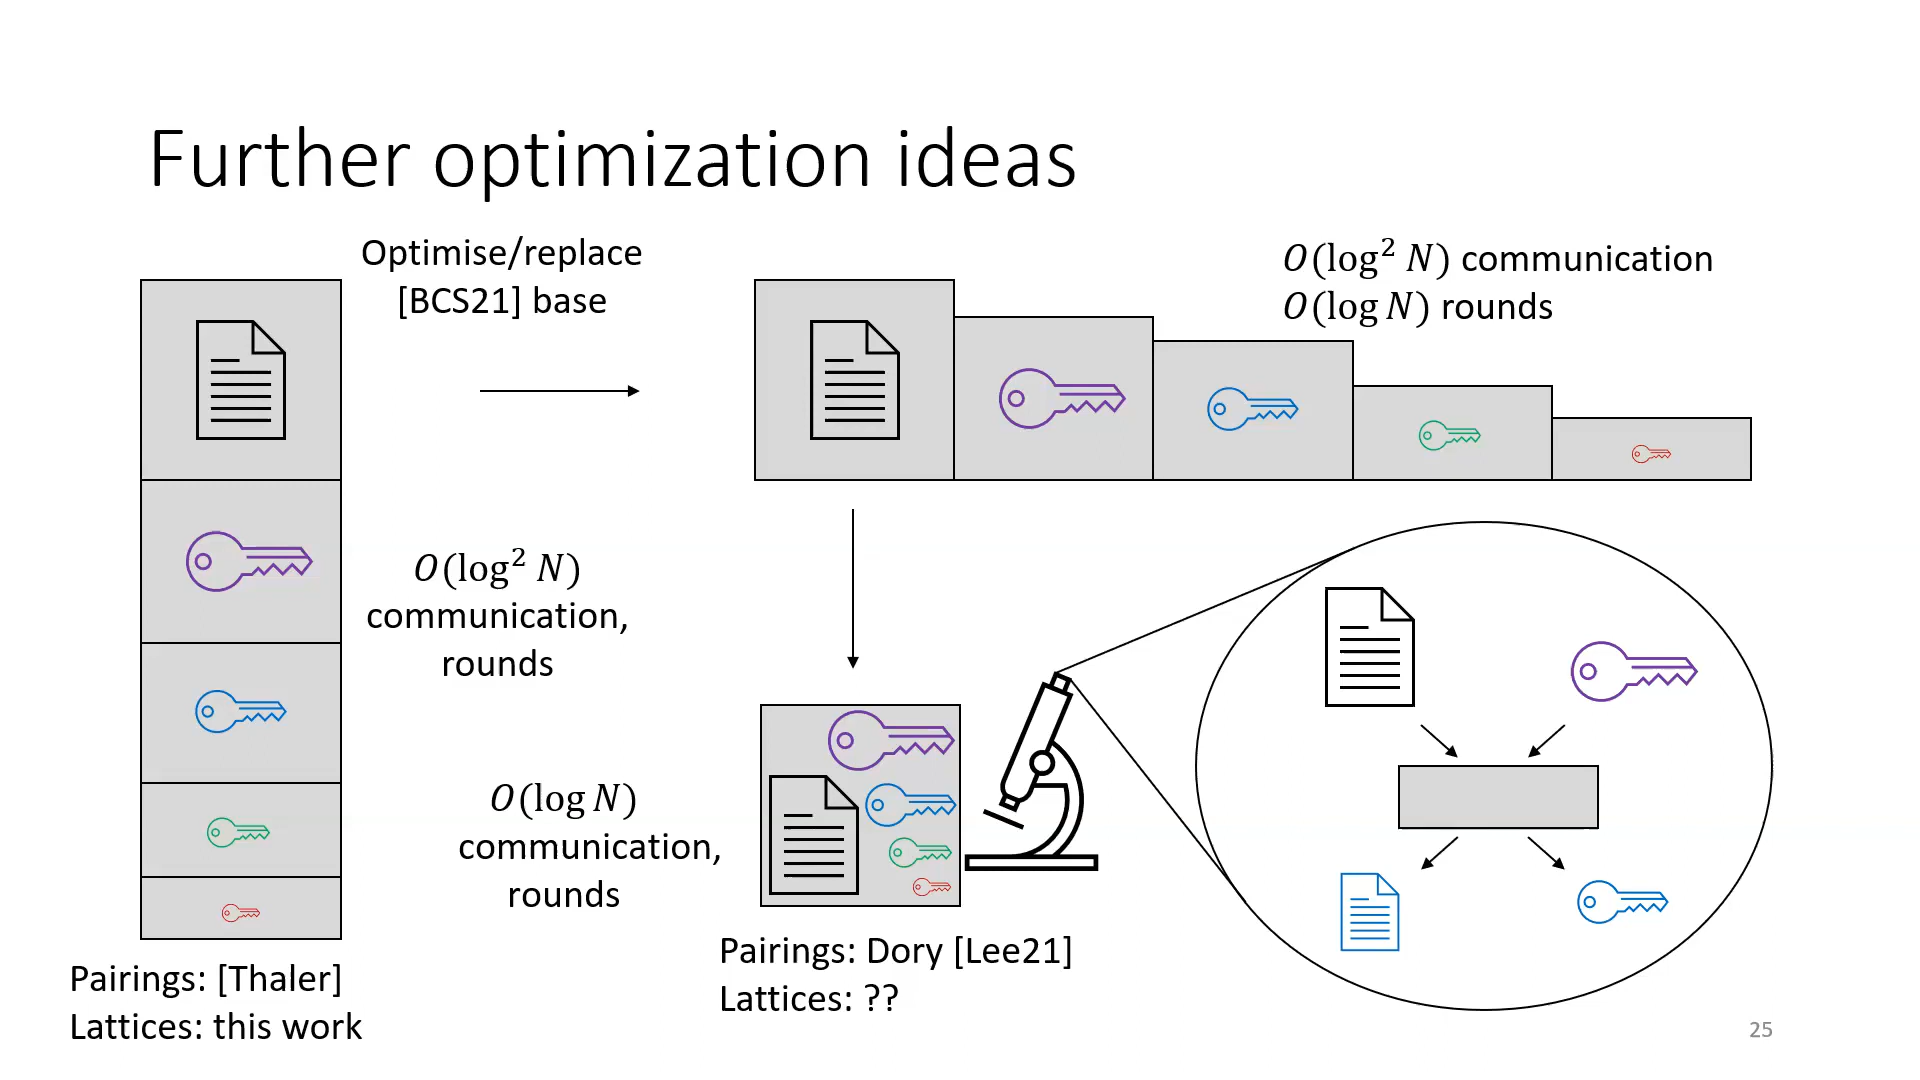 Further optimization ideas
Optimise/replace
[BCS21] base
O(log² N) communication
O(log N) rounds
O(log² N)
communication,
rounds
O(log N)
communication,
rounds
Pairings: [Thaler]
Lattices: this work
Pairings: Dory [Lee21]
Lattices: ??
25